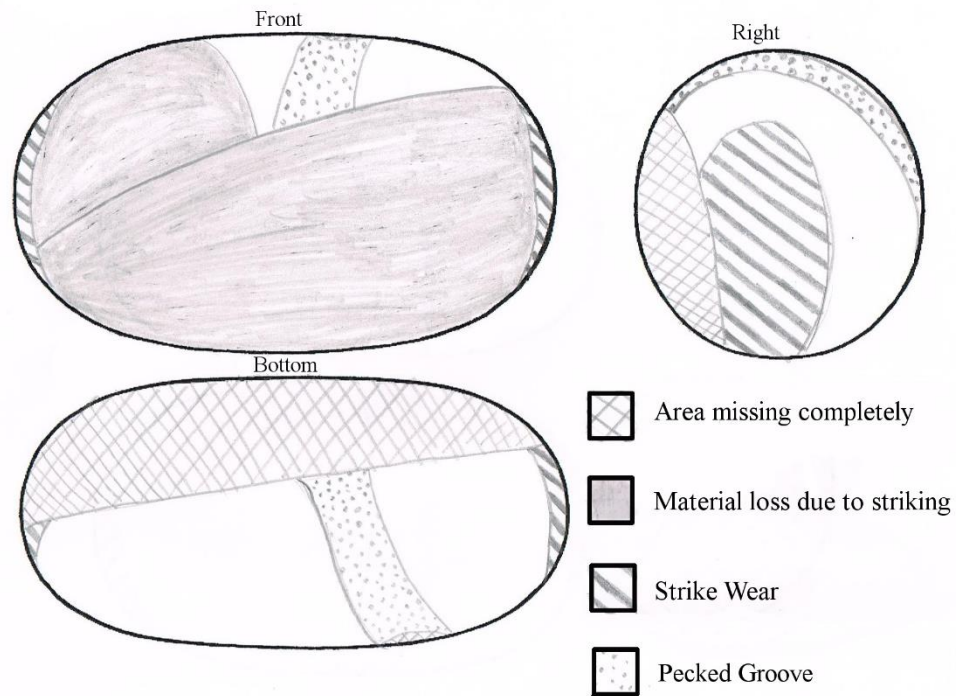 Front
Right
Bottom
Area missing completely
Material loss due to striking
Strike Wear
Pecked Groove